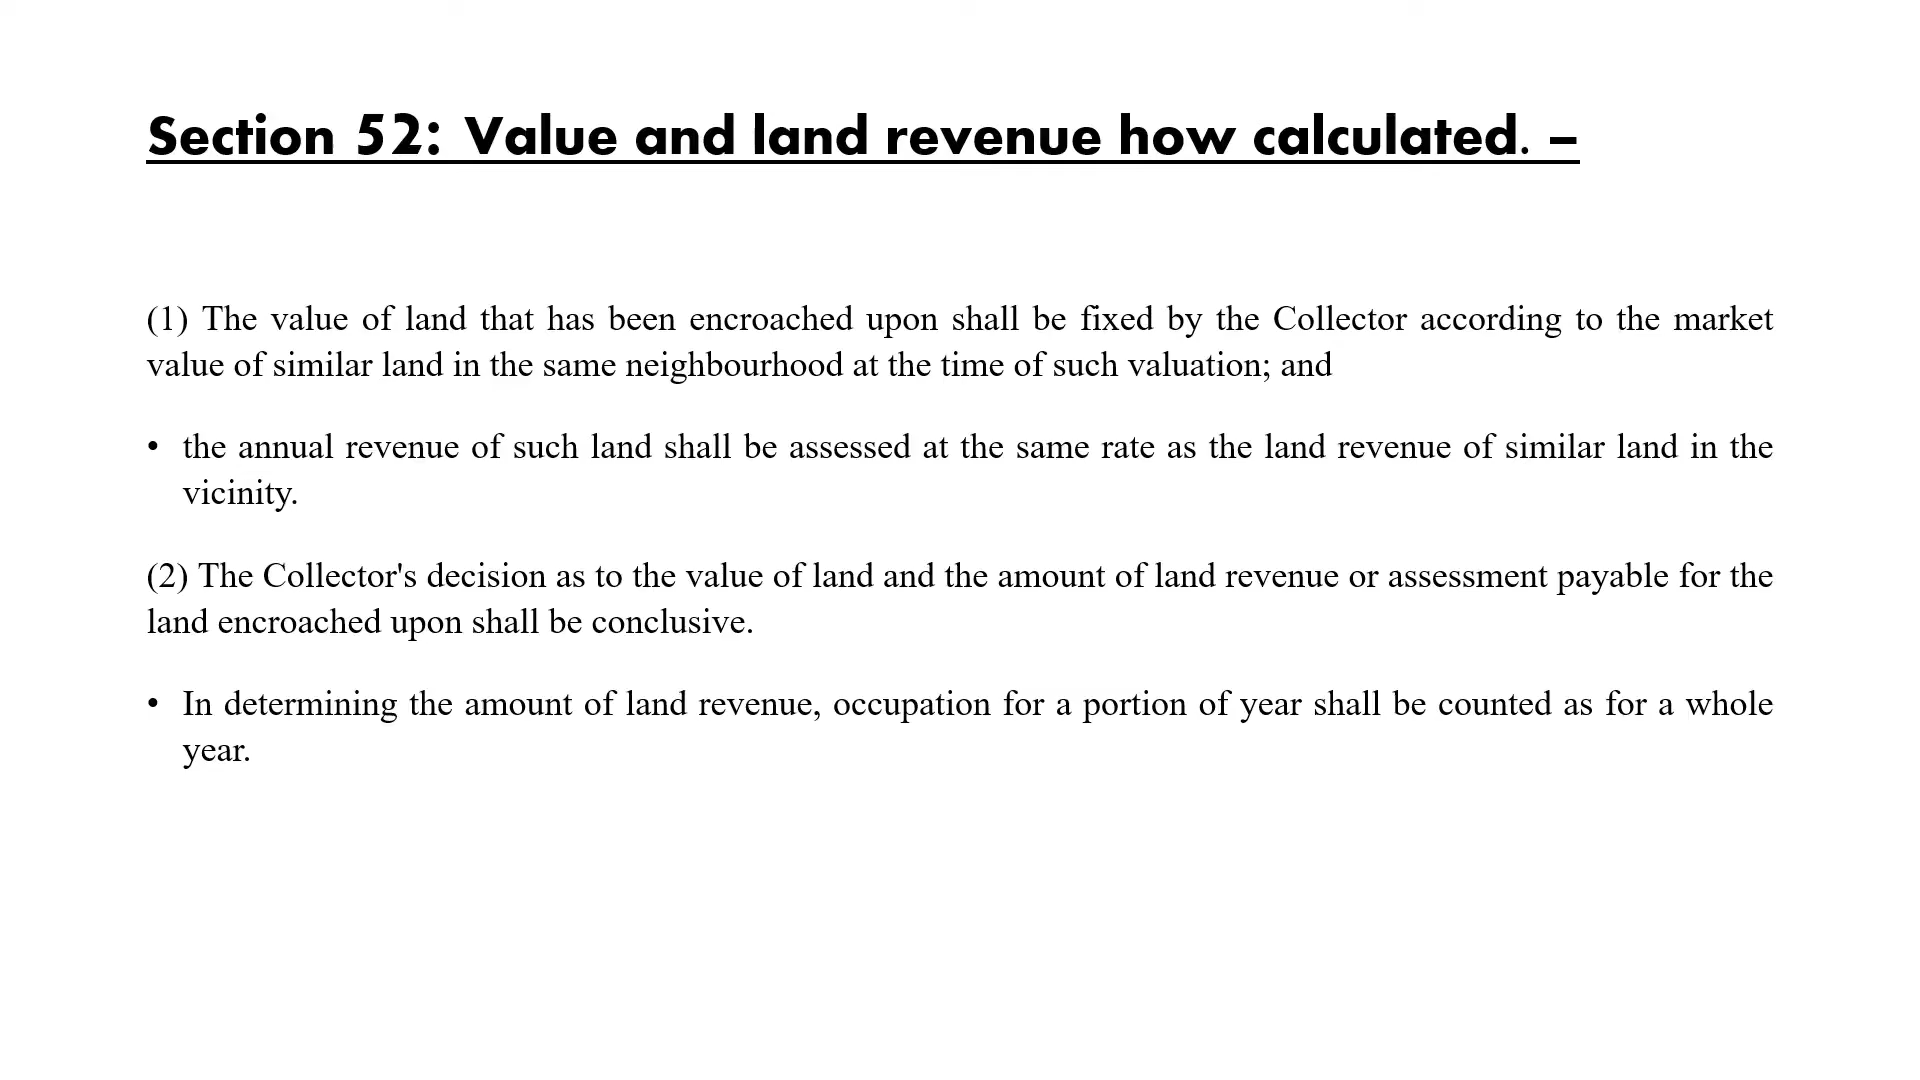 Section 52: Value and land revenue how calculated. –
(1) The value of land that has been encroached upon shall be fixed by the Collector according to the market
value of similar land in the same neighbourhood at the time of such valuation; and
• the annual revenue of such land shall be assessed at the same rate as the land revenue of similar land in the
vicinity.
(2) The Collector's decision as to the value of land and the amount of land revenue or assessment payable for the
land encroached upon shall be conclusive.
• In determining the amount of land revenue, occupation for a portion of year shall be counted as for a whole
year.